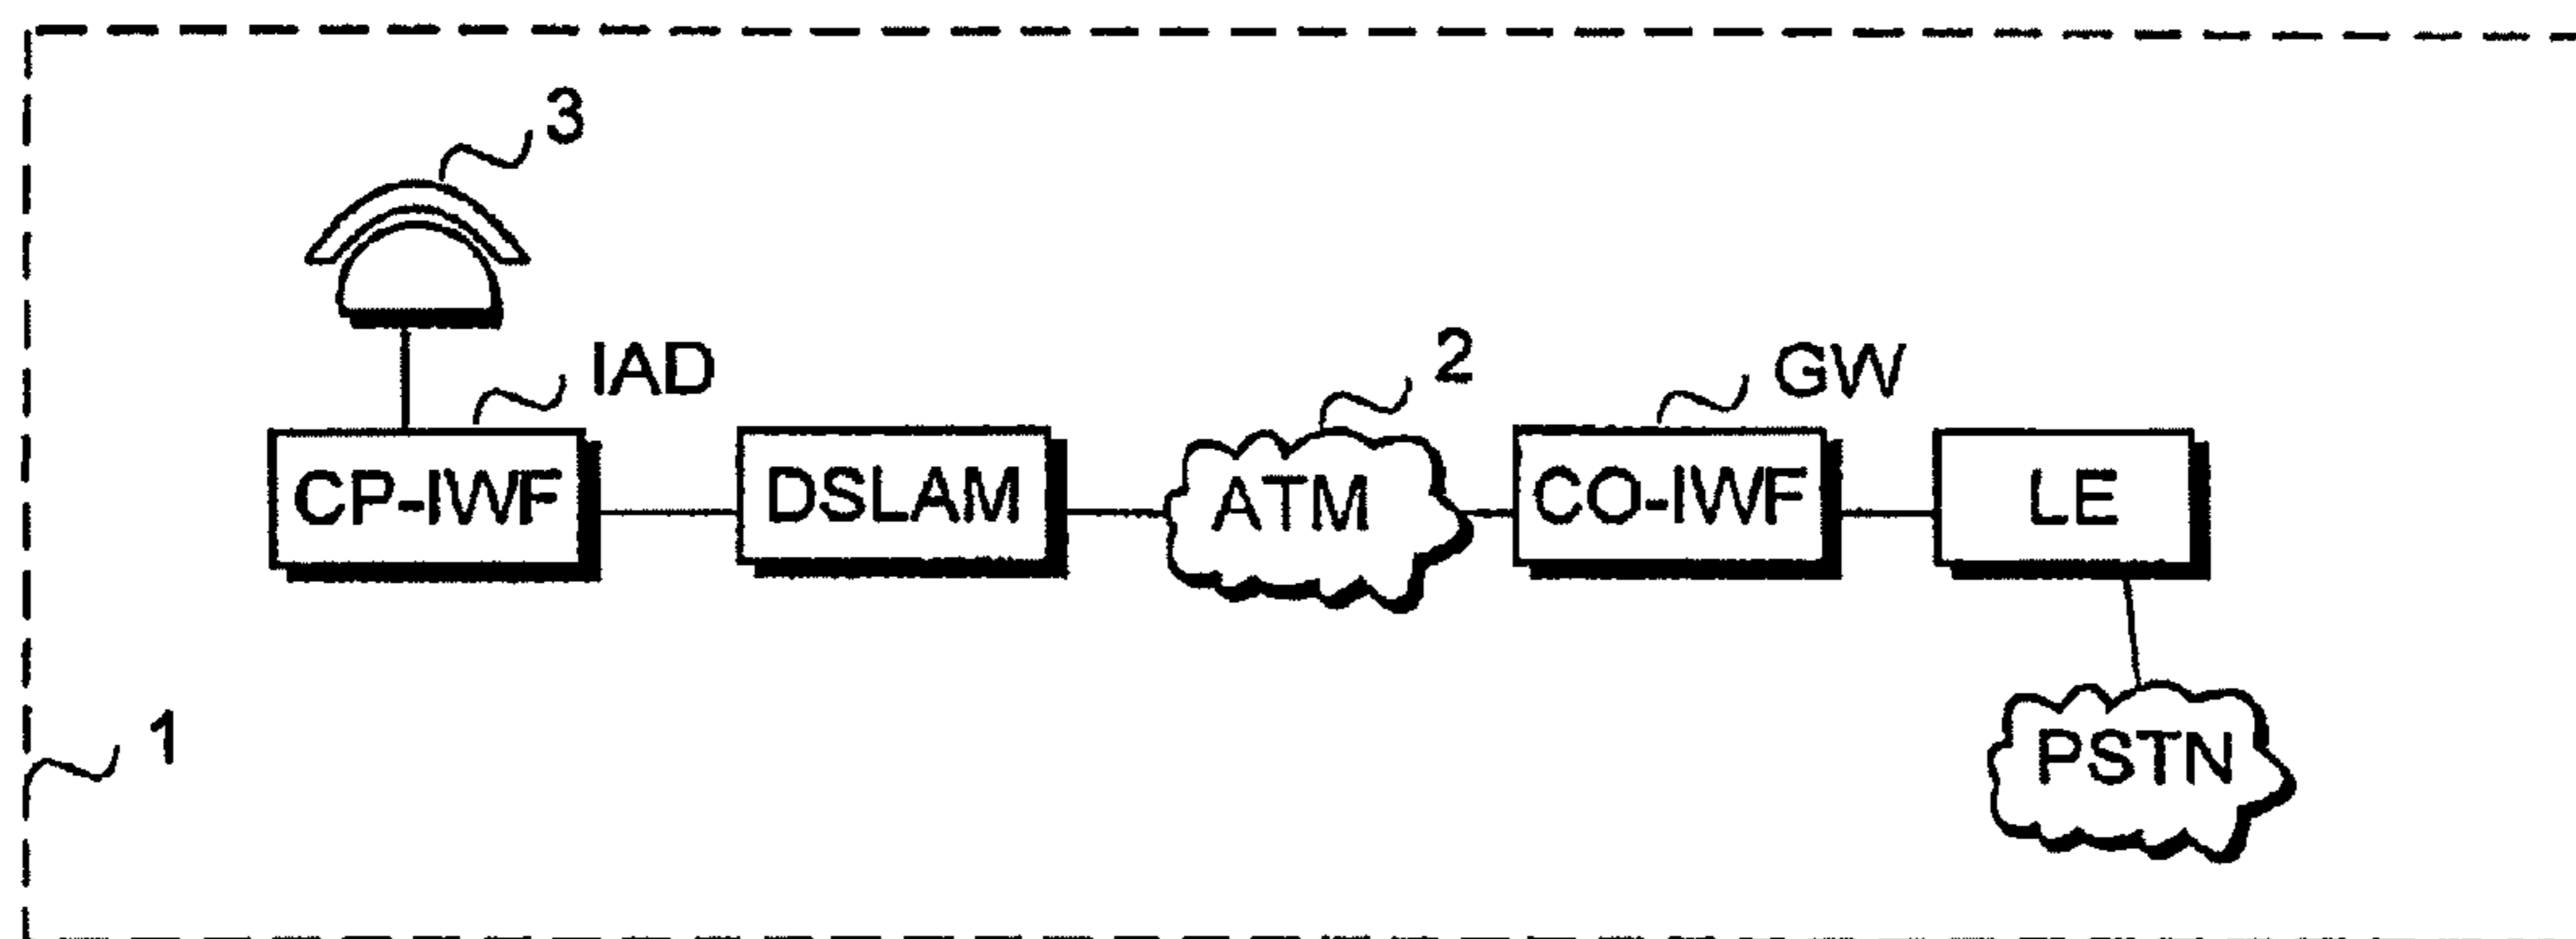 3
IAD
2
GW
CP-IWF
DSLAM
ATM
CO-IWF
LE
1
PSTN